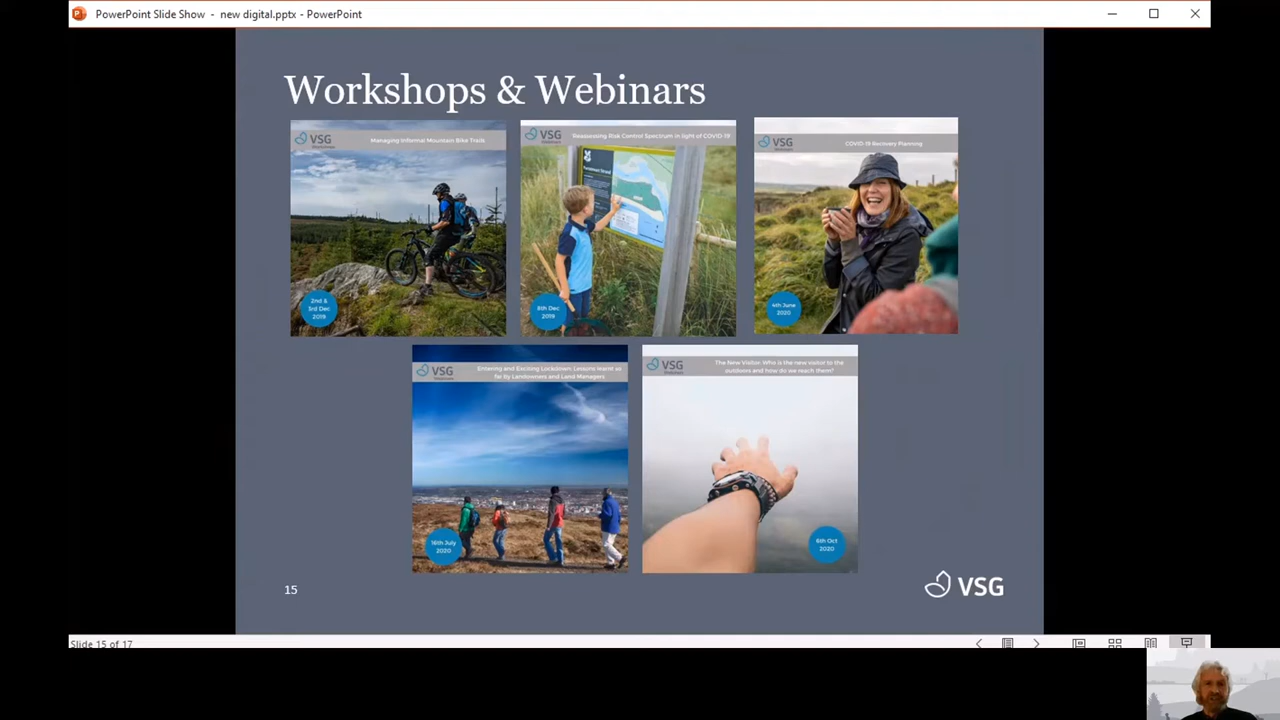 PowerPoint Slide Show - new digital.pptx - PowerPoint
Workshops & Webinars
VSG
Managing Informal Mountain Bike Trails
2nd &
3rd Dec
2019
VSG
Reassessing Risk Control Spectrum in light of COVID 19
8th Dec
2019
VSG
COVID-19 Recovery Planning
4th June
2020
VSG
Entering and Exciting Lockdown: Lessons learnt so
far by Landowners and Land Managers
16th July
2020
VSG
The New Visitor: Who is the new visitor to the
outdoors and how do we reach them?
6th Oct
2020
15
VSG
Slide 15 of 17